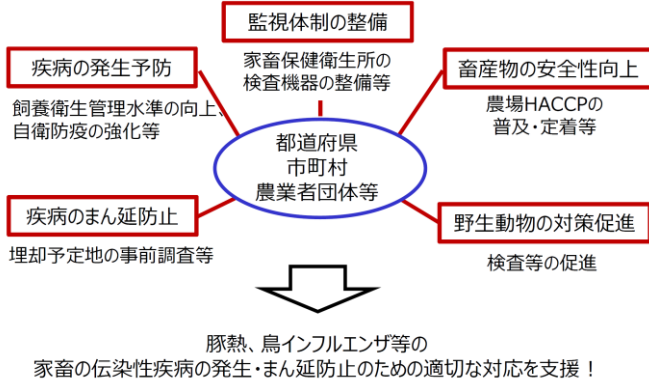 監視体制の整備
家畜保健衛生所の
検査機器の整備等
疾病の発生予防
飼養衛生管理水準の向上、
自衛防疫の強化等
畜産物の安全性向上
農場HACCPの
普及・定着等
都道府県
市町村
農業者団体等
疾病のまん延防止
埋却予定地の事前調査等
野生動物の対策促進
検査等の促進
豚熱、鳥インフルエンザ等の
家畜の伝染性疾病の発生・まん延防止のための適切な対応を支援！